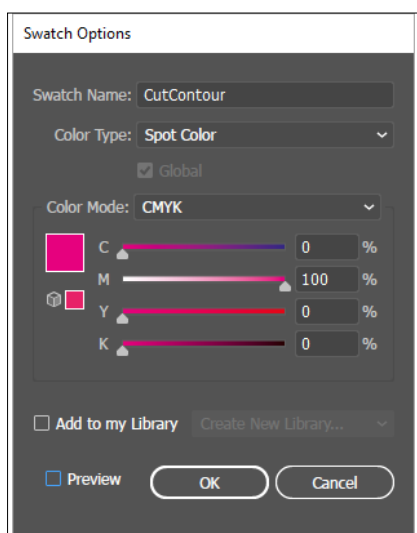 Swatch Options
Swatch Name: CutContour
Color Type: Spot Color
Global
Color Mode: CMYK
C 0 %
M 100 %
Y 0 %
K 0 %
Add to my Library Create New Library...
Preview OK Cancel